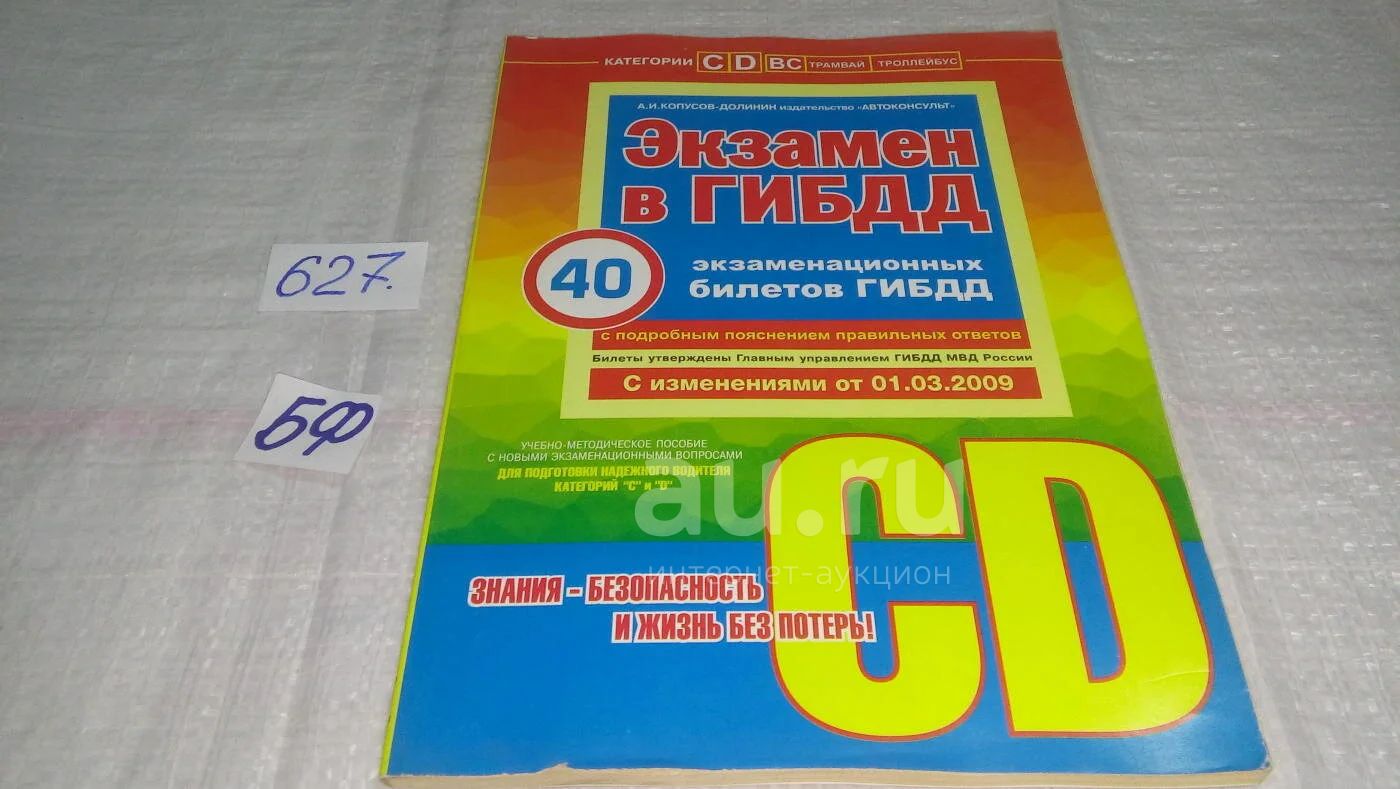 КАТЕГОРИИ C D BC ТРАМВАЙ ТРОЛЛЕЙБУС
А.И.КОПУСОВ-ДОЛИНИН ИЗДАТЕЛЬСТВО «АВТОКОНСУЛЬТ»
Экзамен
в ГИБДД
40
экзаменационных
билетов ГИБДД
с подробным пояснением правильных ответов
Билеты утверждены Главным управлением ГИБДД МВД России
С изменениями от 01.03.2009
627.
БФ
УЧЕБНО-МЕТОДИЧЕСКОЕ ПОСОБИЕ
С НОВЫМИ ЭКЗАМЕНАЦИОННЫМИ ВОПРОСАМИ
ДЛЯ ПОДГОТОВКИ НАДЕЖНОГО ВОДИТЕЛЯ
КАТЕГОРИЙ "C" и "D"
CD
au.ru
интернет-аукцион
ЗНАНИЯ - БЕЗОПАСНОСТЬ
И ЖИЗНЬ БЕЗ ПОТЕРЬ!